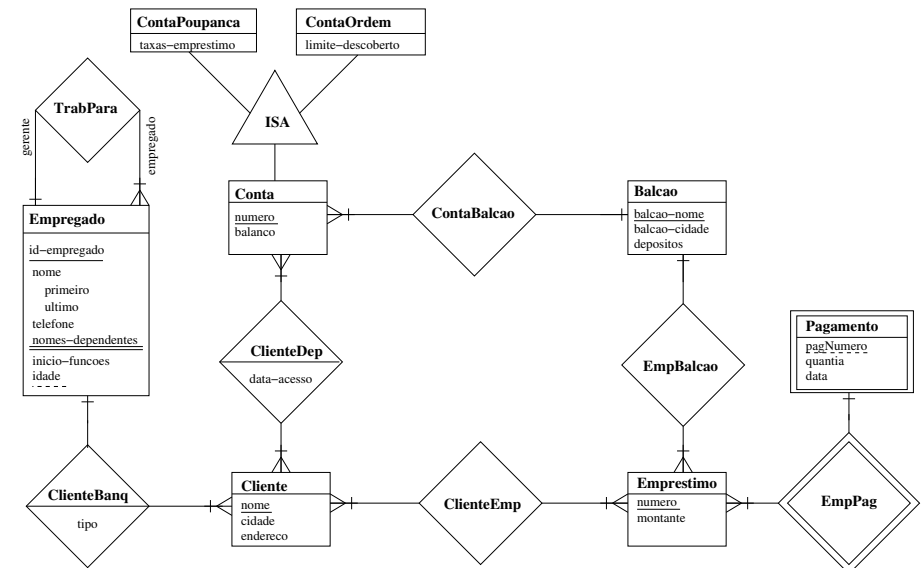 ContaPoupanca
taxas-emprestimo
ContaOrdem
limite-descoberto
TrabPara
gerente
empregado
ISA
Empregado
id-empregado
nome
primeiro
ultimo
telefone
nomes-dependentes
inicio-funcoes
idade
Conta
numero
balanco
ContaBalcao
Balcao
balcao-nome
balcao-cidade
depositos
ClienteDep
data-acesso
EmpBalcao
Pagamento
pagNumero
quantia
data
ClienteBanq
tipo
Cliente
nome
cidade
endereco
ClienteEmp
Emprestimo
numero
montante
EmpPag